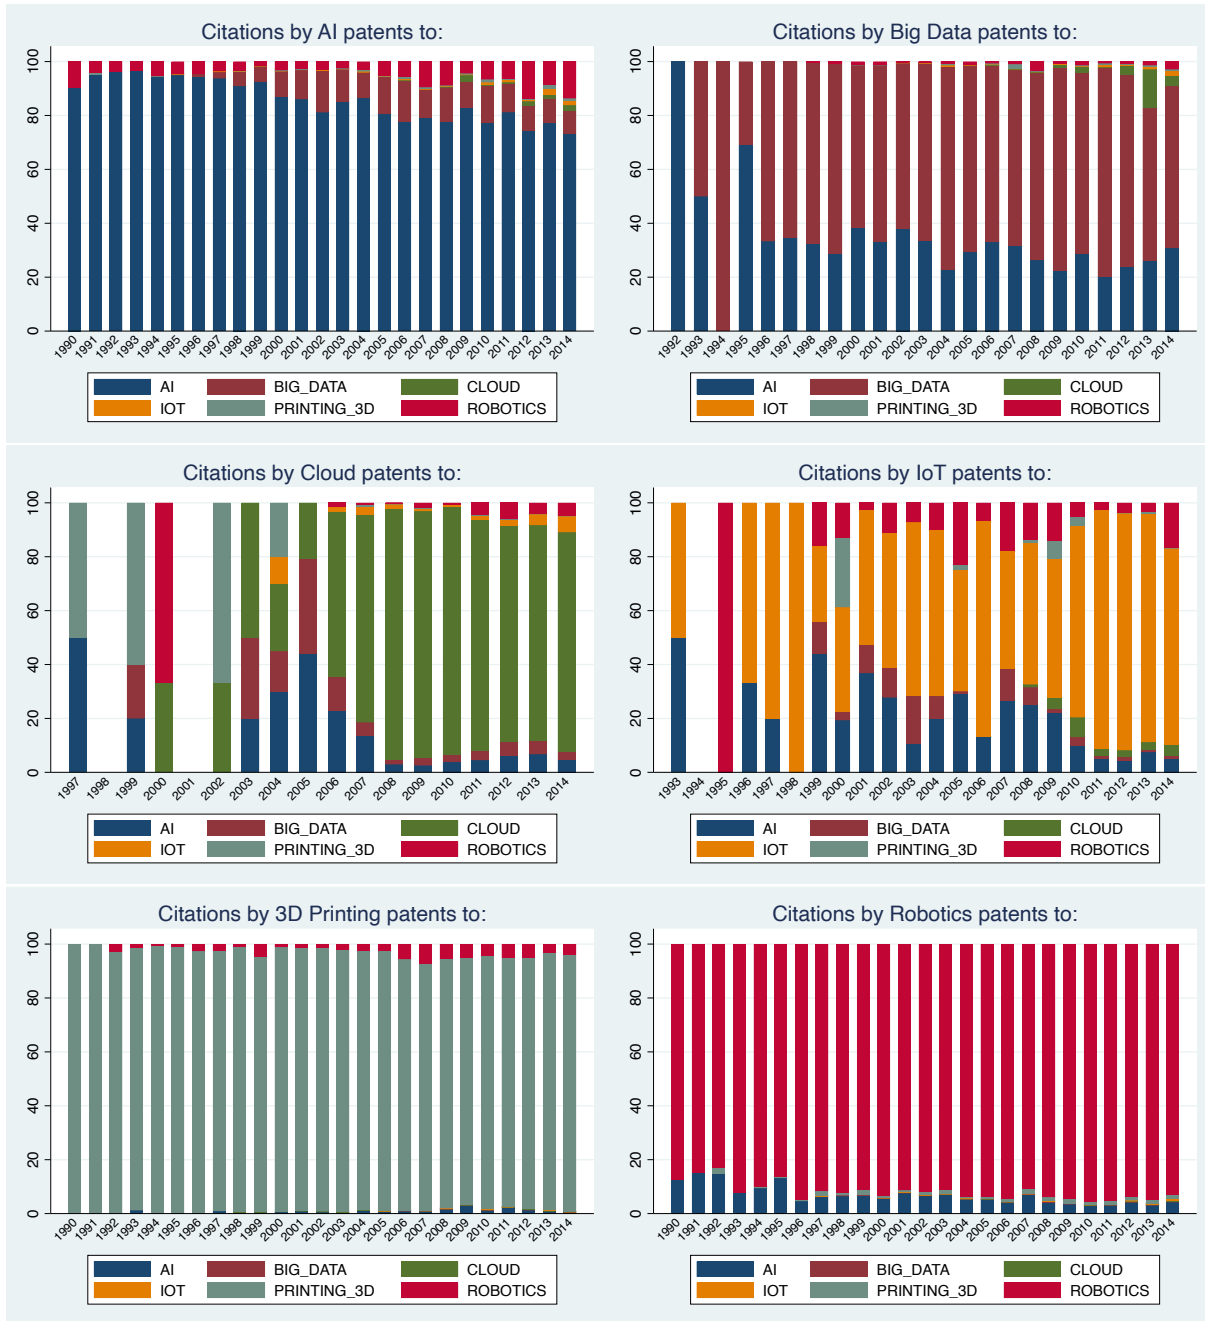 Citations by AI patents to:
100
80
60
40
20
0
1990 1991 1992 1993 1994 1995 1996 1997 1998 1999 2000 2001 2002 2003 2004 2005 2006 2007 2008 2009 2010 2011 2012 2013 2014
AI BIG_DATA CLOUD
IOT PRINTING_3D ROBOTICS
Citations by Big Data patents to:
100
80
60
40
20
0
1992 1993 1994 1995 1996 1997 1998 1999 2000 2001 2002 2003 2004 2005 2006 2007 2008 2009 2010 2011 2012 2013 2014
AI BIG_DATA CLOUD
IOT PRINTING_3D ROBOTICS
Citations by Cloud patents to:
100
80
60
40
20
0
1997 1998 1999 2000 2001 2002 2003 2004 2005 2006 2007 2008 2009 2010 2011 2012 2013 2014
AI BIG_DATA CLOUD
IOT PRINTING_3D ROBOTICS
Citations by IoT patents to:
100
80
60
40
20
0
1993 1994 1995 1996 1997 1998 1999 2000 2001 2002 2003 2004 2005 2006 2007 2008 2009 2010 2011 2012 2013 2014
AI BIG_DATA CLOUD
IOT PRINTING_3D ROBOTICS
Citations by 3D Printing patents to:
100
80
60
40
20
0
1990 1991 1992 1993 1994 1995 1996 1997 1998 1999 2000 2001 2002 2003 2004 2005 2006 2007 2008 2009 2010 2011 2012 2013 2014
AI BIG_DATA CLOUD
IOT PRINTING_3D ROBOTICS
Citations by Robotics patents to:
100
80
60
40
20
0
1990 1991 1992 1993 1994 1995 1996 1997 1998 1999 2000 2001 2002 2003 2004 2005 2006 2007 2008 2009 2010 2011 2012 2013 2014
AI BIG_DATA CLOUD
IOT PRINTING_3D ROBOTICS